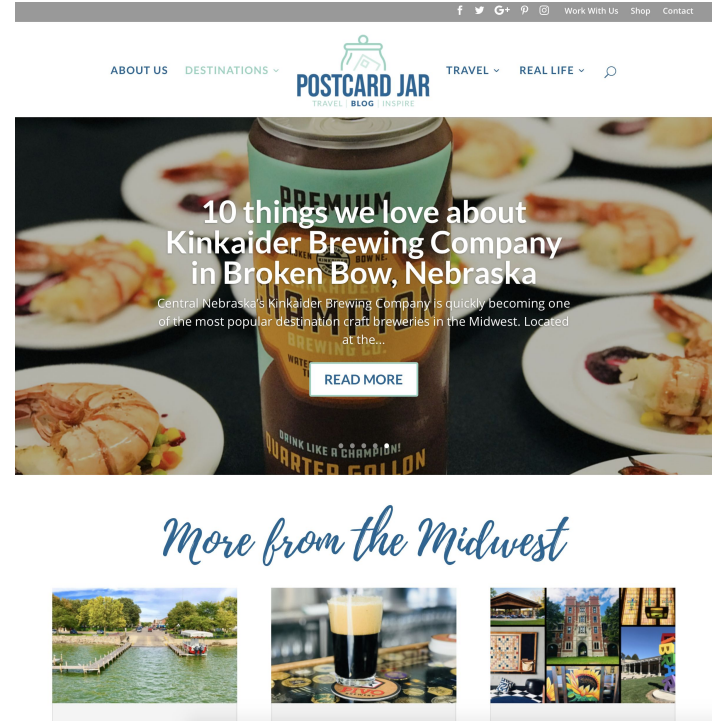 Work With Us Shop Contact
ABOUT US DESTINATIONS POSTCARD JAR TRAVEL REAL LIFE
TRAVEL | BLOG | INSPIRE
PREMIUM
10 things we love about
Kinkaider Brewing Company
in Broken Bow, Nebraska
Central Nebraska's Kinkaider Brewing Company is quickly becoming one
of the most popular destination craft breweries in the Midwest. Located
at the...
BREWING CO.
READ MORE
DRINK LIKE A CHAMPION!
QUARTER GALLON
More from the Midwest